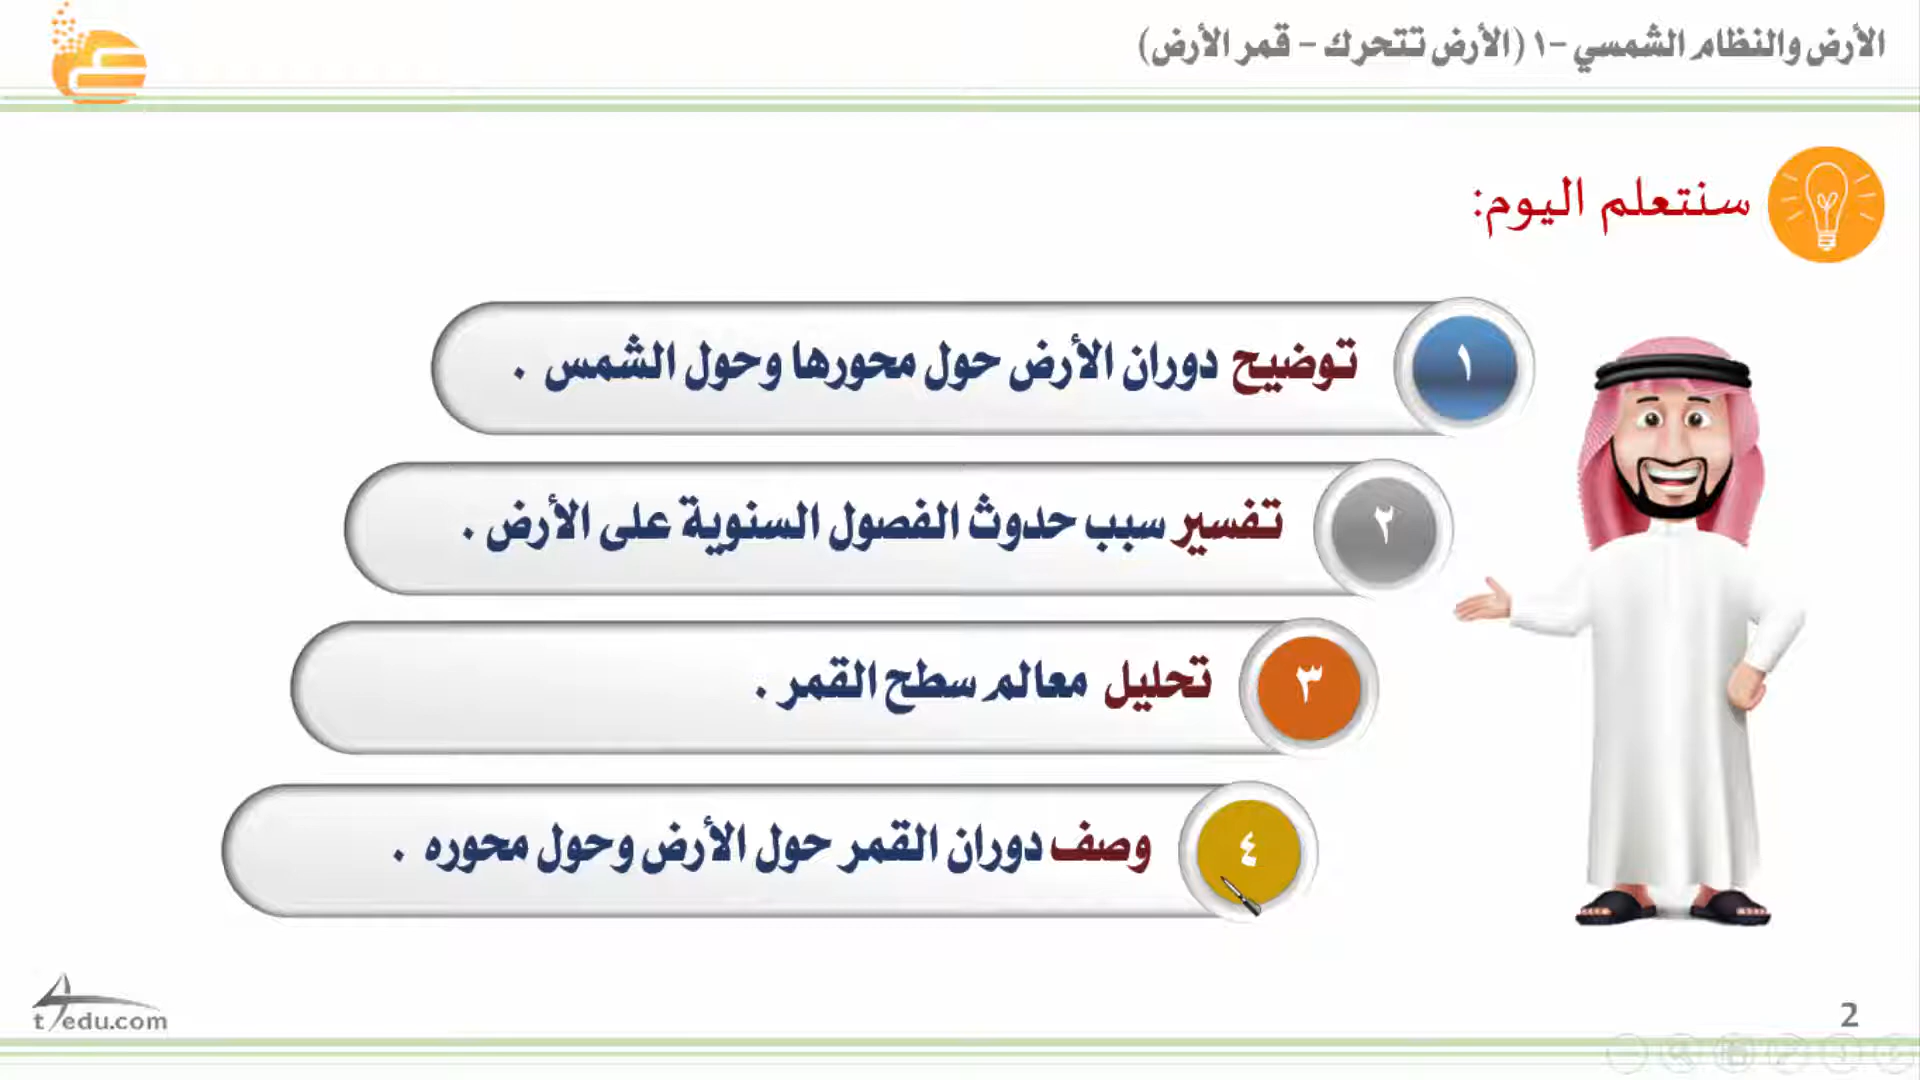 الأرض والنظام الشمسي -١ (الأرض تتحرك - قمر الأرض)
سنتعلم اليوم:
١ توضيح دوران الأرض حول محورها وحول الشمس .
٢ تفسير سبب حدوث الفصول السنوية على الأرض .
٣ تحليل معالم سطح القمر .
٤ وصف دوران القمر حول الأرض وحول محوره .
t4edu.com
2